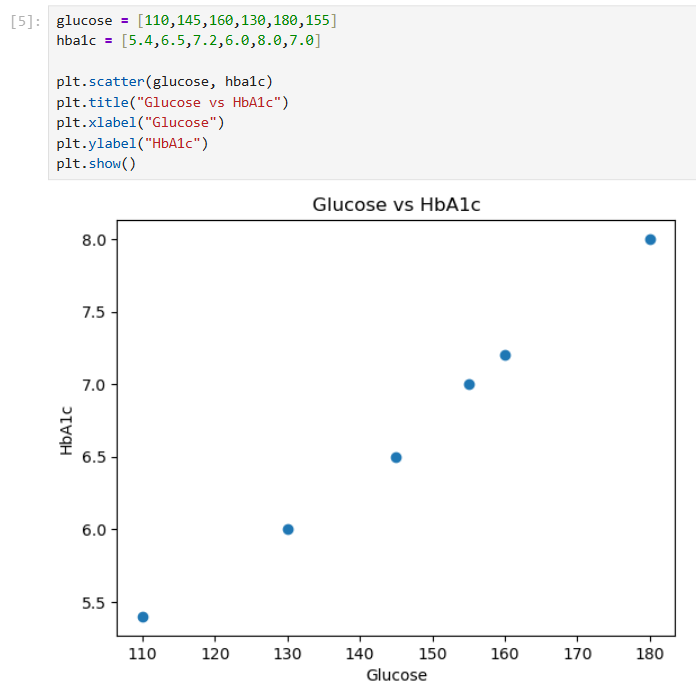 [5]: glucose = [110,145,160,130,180,155]
hba1c = [5.4,6.5,7.2,6.0,8.0,7.0]
plt.scatter(glucose, hba1c)
plt.title("Glucose vs HbA1c")
plt.xlabel("Glucose")
plt.ylabel("HbA1c")
plt.show()
Glucose vs HbA1c
8.0
7.5
7.0
6.5
6.0
5.5
HbA1c
110 120 130 140 150 160 170 180
Glucose